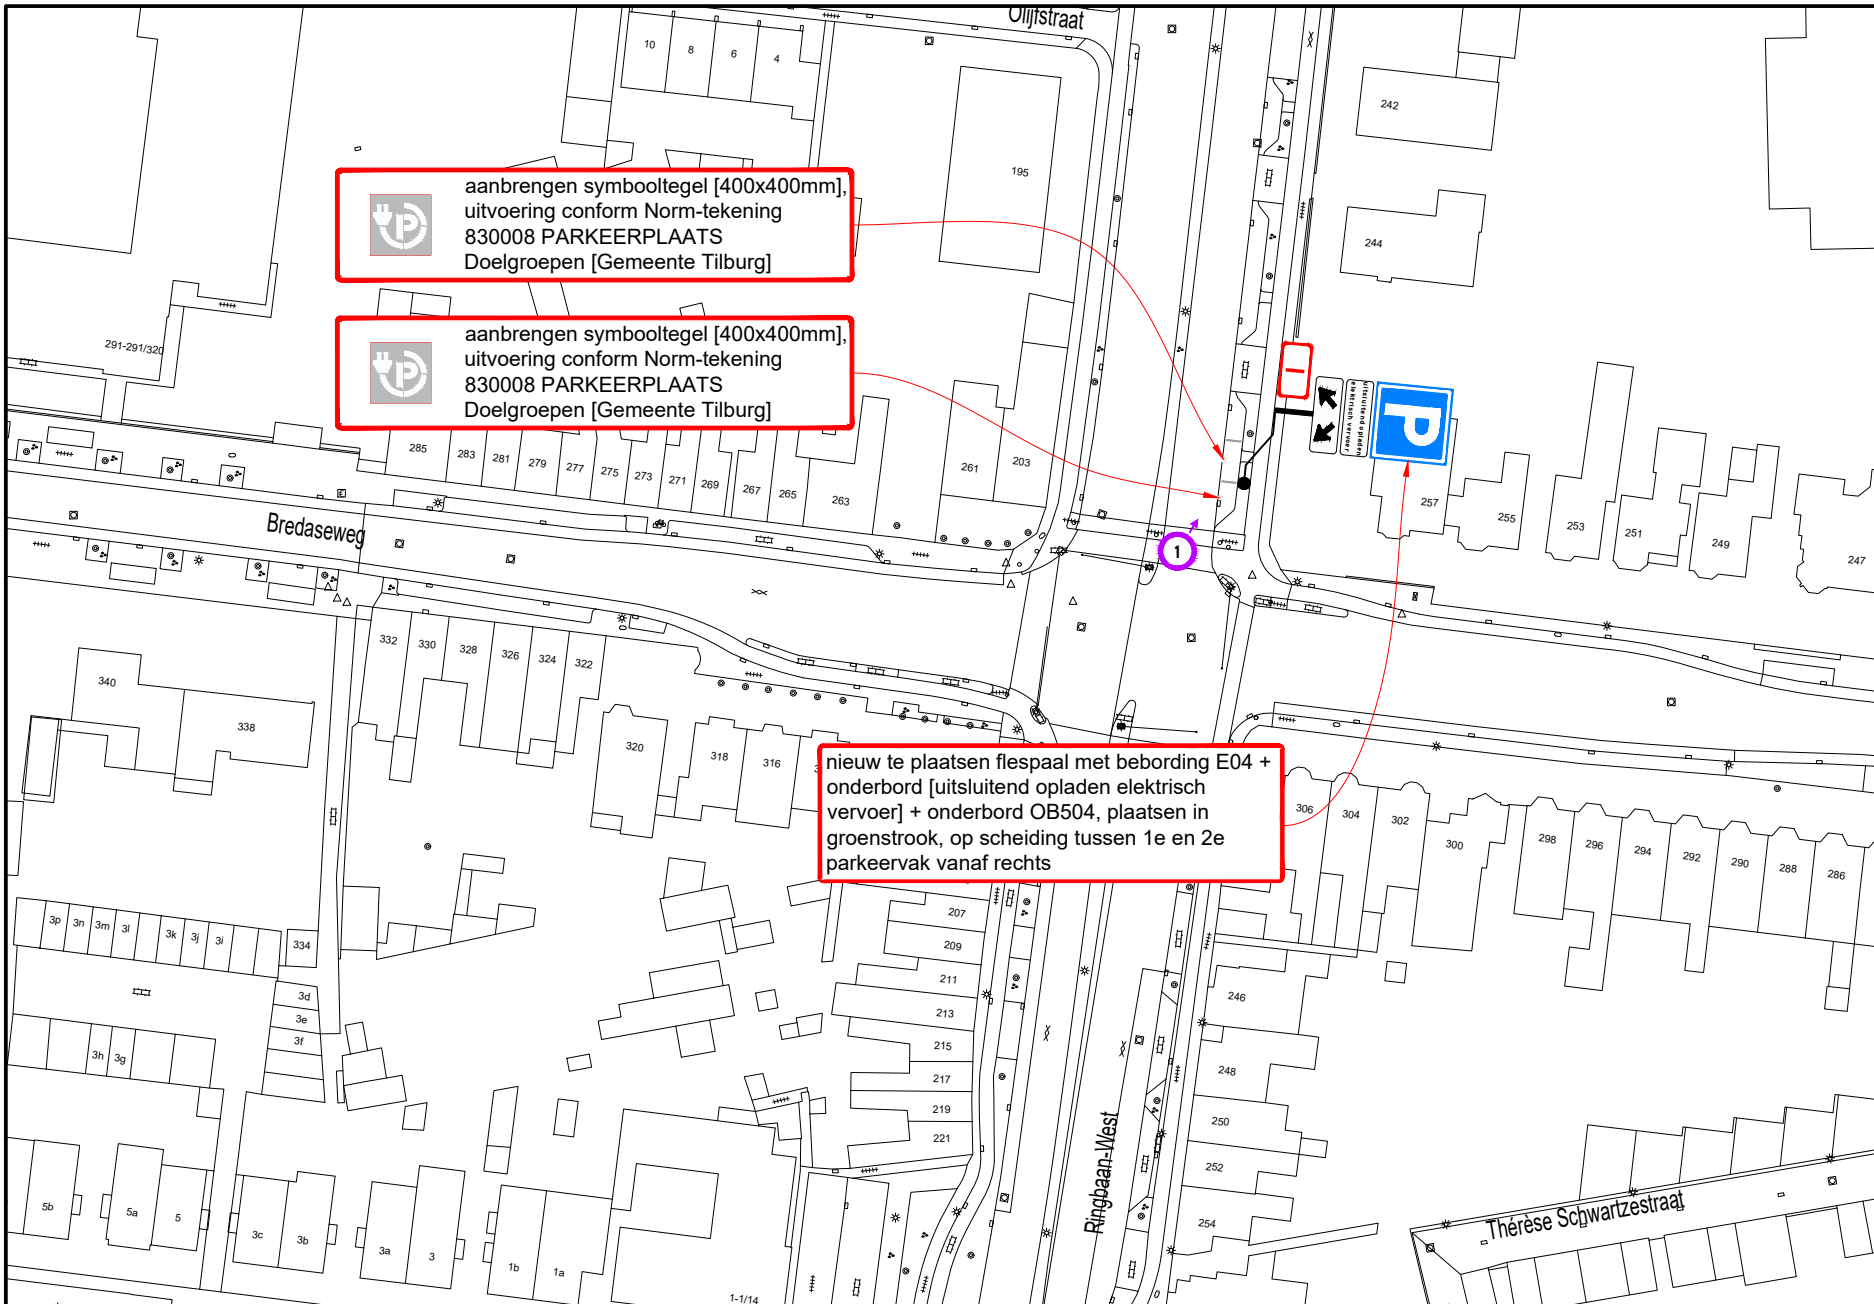 Olijfstraat
10
8
6
4
195
242
244
aanbrengen symbooltegel [400x400mm],
uitvoering conform Norm-tekening
830008 PARKEERPLAATS
Doelgroepen [Gemeente Tilburg]
P
aanbrengen symbooltegel [400x400mm],
uitvoering conform Norm-tekening
830008 PARKEERPLAATS
Doelgroepen [Gemeente Tilburg]
P
291-291/320
uitsluitend opladen
elektrisch vervoer
P
285
283
281
279
277
275
273
271
269
267
265
263
261
203
257
255
253
251
249
247
Bredaseweg
1
332
330
328
326
324
322
340
338
320
318
316
nieuw te plaatsen flespaal met bebording E04 +
onderbord [uitsluitend opladen elektrisch
vervoer] + onderbord OB504, plaatsen in
groenstrook, op scheiding tussen 1e en 2e
parkeervak vanaf rechts
306
304
302
300
298
296
294
292
290
288
286
3p
3n
3m
3l
3k
3j
3i
334
3d
3e
3f
3h
3g
207
209
211
213
215
217
219
221
246
248
250
252
254
Ringbaan-West
Thérèse Schwartzestraat
5b
5a
5
3c
3b
3a
3
1b
1a
1-1/14